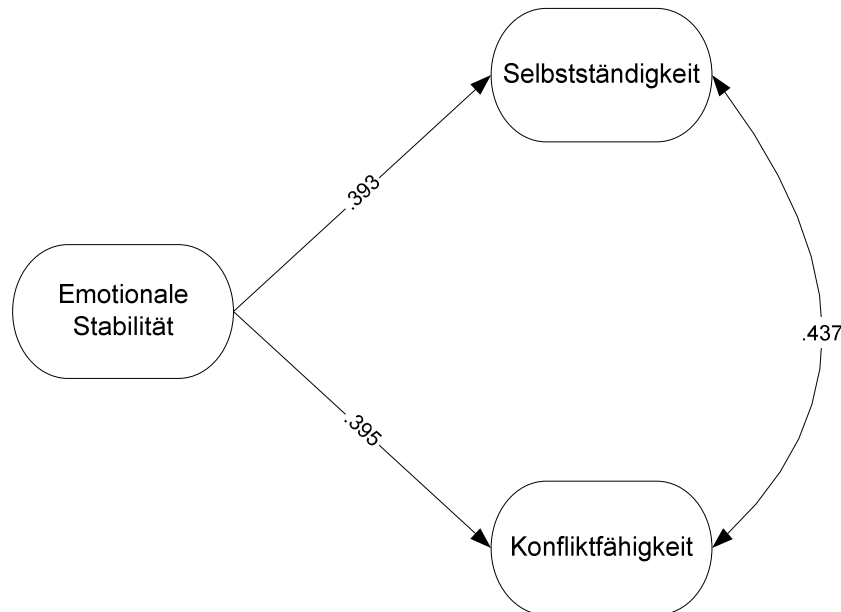 Selbstständigkeit
.393
Emotionale
Stabilität
.437
.395
Konfliktfähigkeit